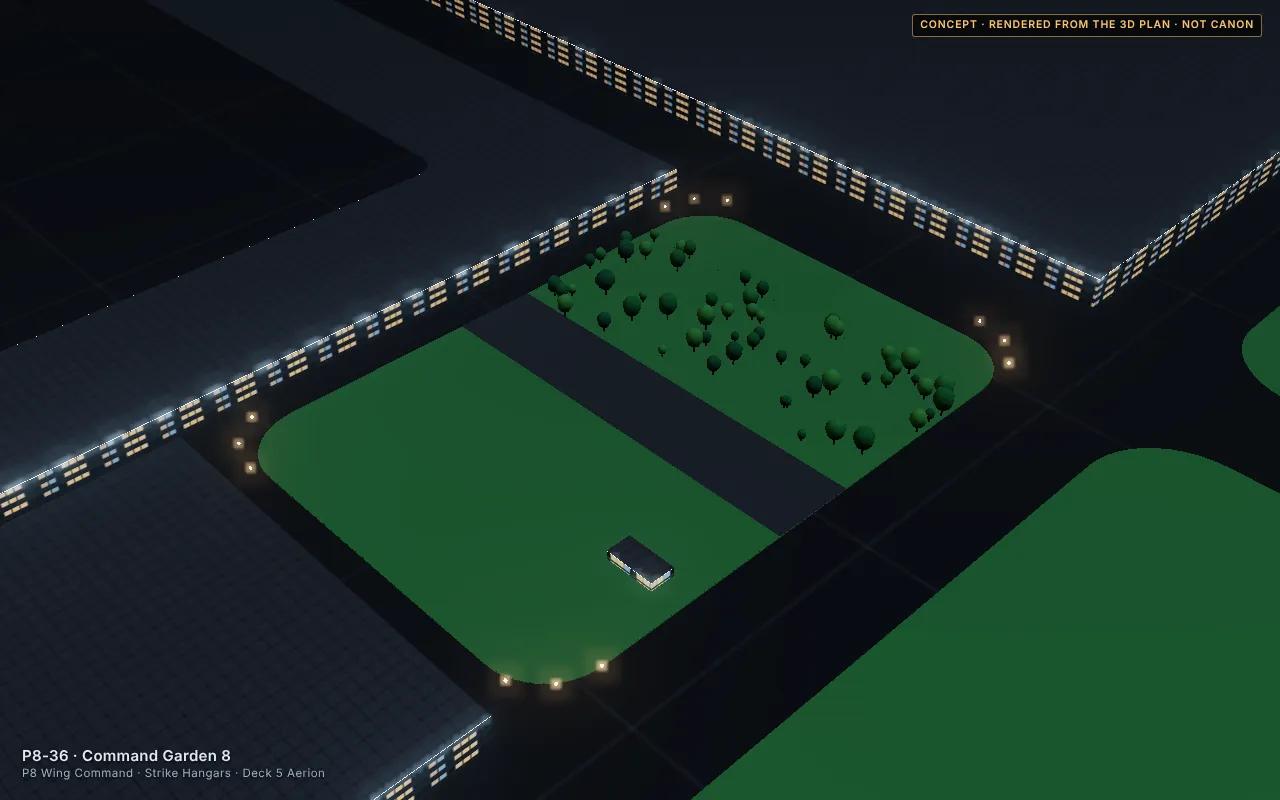 CONCEPT · RENDERED FROM THE 3D PLAN · NOT CANON
P8-36 · Command Garden 8
P8 Wing Command · Strike Hangars · Deck 5 Aerion